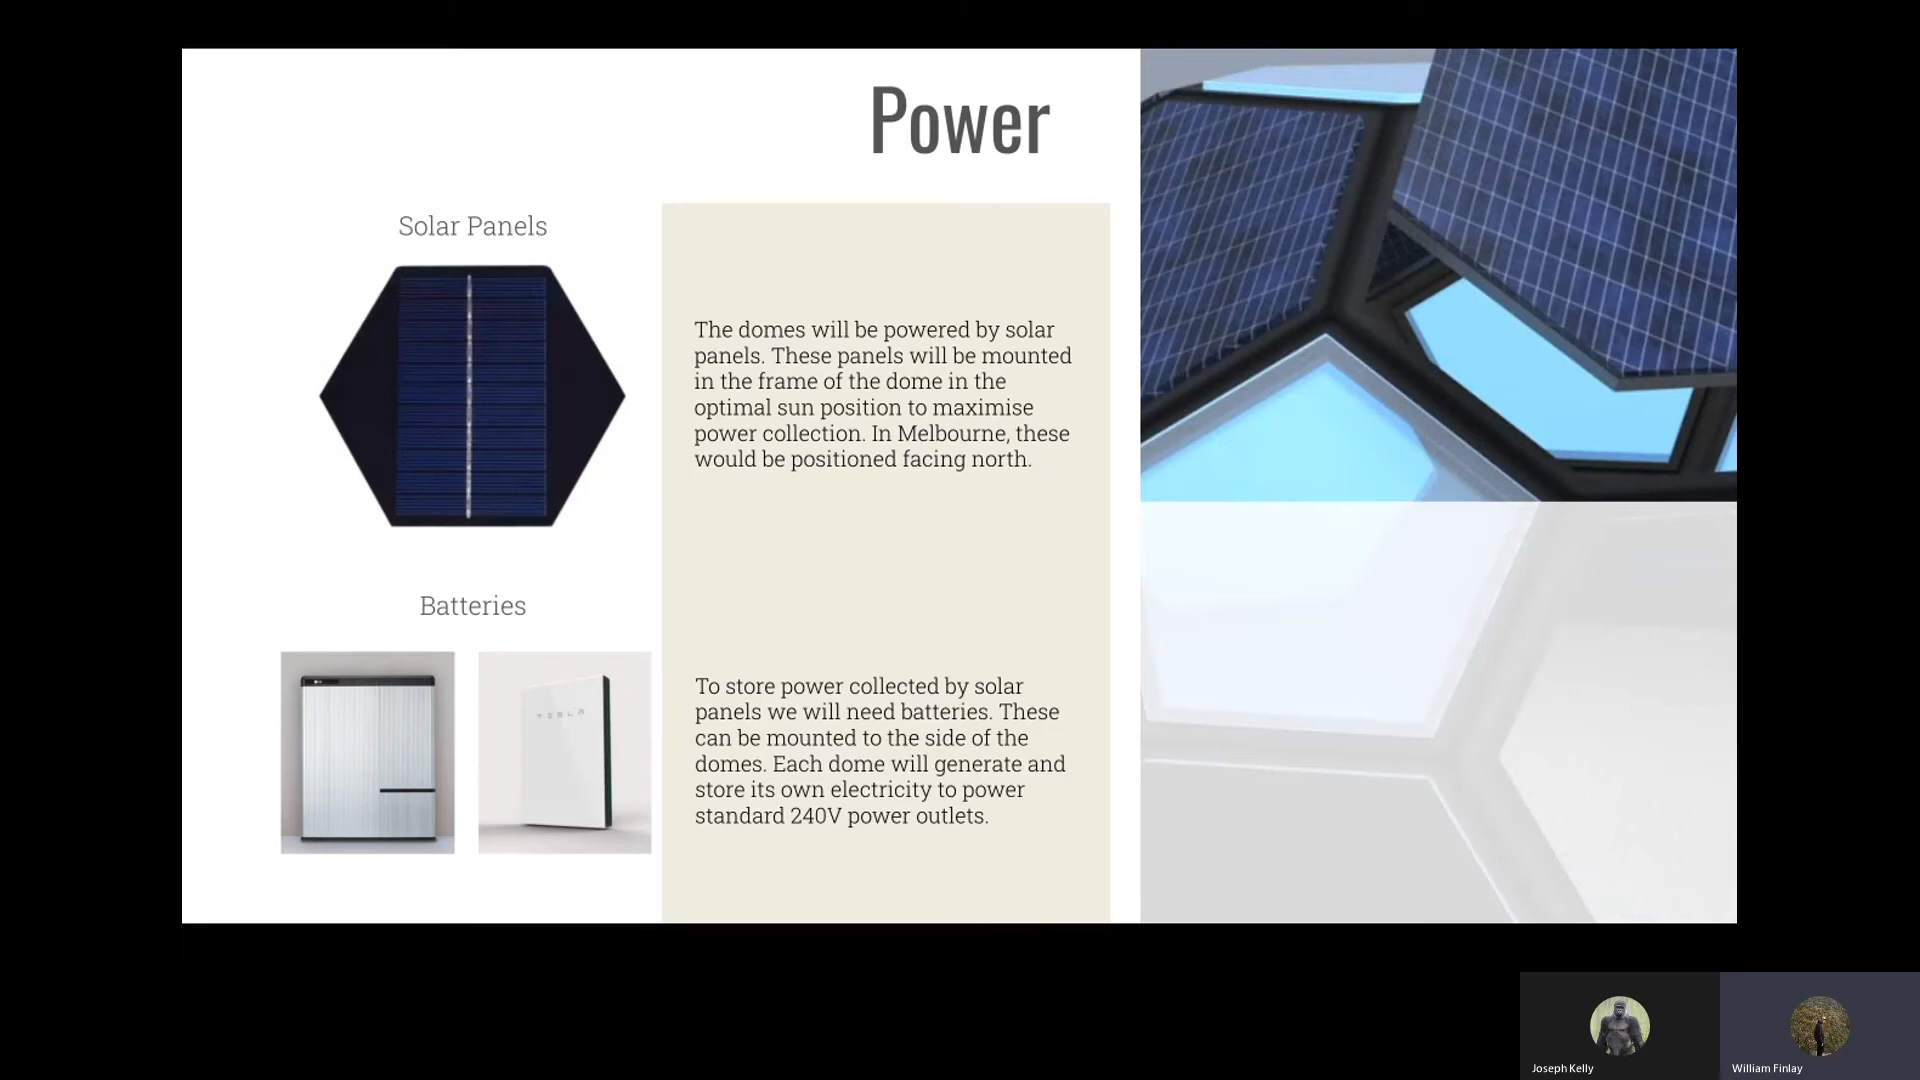 Power
Solar Panels
The domes will be powered by solar
panels. These panels will be mounted
in the frame of the dome in the
optimal sun position to maximise
power collection. In Melbourne, these
would be positioned facing north.
Batteries
TESLA
To store power collected by solar
panels we will need batteries. These
can be mounted to the side of the
domes. Each dome will generate and
store its own electricity to power
standard 240V power outlets.
Joseph Kelly
William Finlay